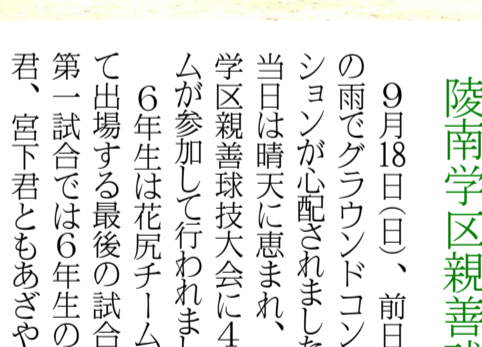 陵南学区親善球
９月18日（日）、前日
の雨でグラウンドコン
ションが心配されました
当日は晴天に恵まれ、
学区親善球技大会に４
ムが参加して行われまし
６年生は花尻チーム
て出場する最後の試合
第一試合では６年生の
君、宮下君ともあざや